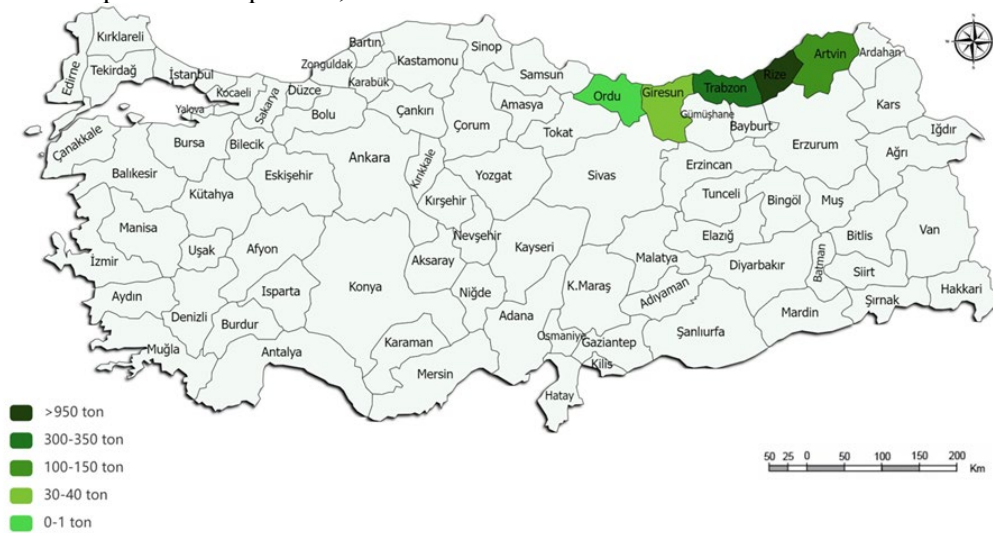 Kırklareli
Edirne
Tekirdağ
İstanbul
Kocaeli
Yalova
Sakarya
Düzce
Zonguldak
Bartın
Karabük
Kastamonu
Sinop
Samsun
Ordu
Giresun
Trabzon
Rize
Artvin
Ardahan
Çanakkale
Bursa
Bilecik
Bolu
Çankırı
Çorum
Amasya
Tokat
Gümüşhane
Bayburt
Kars
Iğdır
Balıkesir
Kütahya
Eskişehir
Ankara
Kırıkkale
Yozgat
Sivas
Erzincan
Erzurum
Ağrı
Manisa
Uşak
Afyon
Kırşehir
Nevşehir
Kayseri
Tunceli
Bingöl
Muş
Elazığ
Bitlis
Van
İzmir
Aydın
Denizli
Isparta
Konya
Aksaray
Niğde
Malatya
Adıyaman
Diyarbakır
Batman
Siirt
Şırnak
Hakkari
Muğla
Burdur
Antalya
Karaman
Mersin
Adana
K.Maraş
Osmaniye
Gaziantep
Kilis
Şanlıurfa
Mardin
Hatay
>950 ton
300-350 ton
100-150 ton
30-40 ton
0-1 ton
50 25 0 50 100 150 200
Km